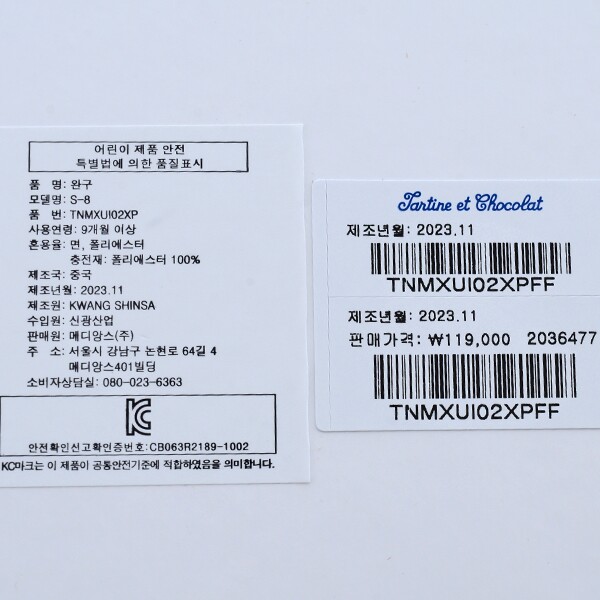 어린이 제품 안전
특별법에 의한 품질표시
품 명: 완구
모델명: S-8
품 번: TNMXUI02XP
사용연령: 9개월 이상
혼용율: 면, 폴리에스터
충전재: 폴리에스터 100%
제조국: 중국
제조년월: 2023.11
제조원: KWANG SHINSA
수입원: 신광산업
판매원: 메디앙스(주)
주 소: 서울시 강남구 논현로 64길 4
메디앙스401빌딩
소비자상담실: 080-023-6363
KC
안전확인신고확인증번호:CB063R2189-1002
KC마크는 이 제품이 공통안전기준에 적합하였음을 의미합니다.
Tartine et Chocolat
제조년월: 2023.11
TNMXUI02XPFF
제조년월: 2023.11
판매가격: ₩119,000 2036477
TNMXUI02XPFF